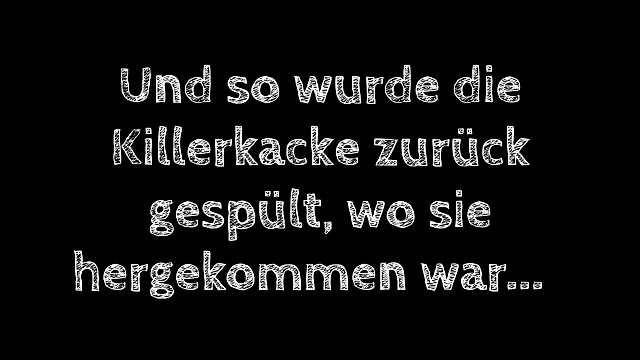 Und so wurde die
Killerkacke zurück
gespült, wo sie
hergekommen war...